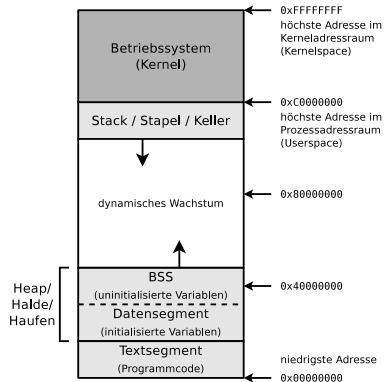 0xFFFFFFFF
höchste Adresse im
Kerneladressraum
(Kernelspace)
Betriebssystem
(Kernel)
0xC0000000
höchste Adresse im
Prozessadressraum
(Userspace)
Stack / Stapel / Keller
dynamisches Wachstum
0x80000000
Heap/
Halde/
Haufen
BSS
(uninitialisierte Variablen)
0x40000000
Datensegment
(initialisierte Variablen)
Textsegment
(Programmcode)
niedrigste Adresse
0x00000000